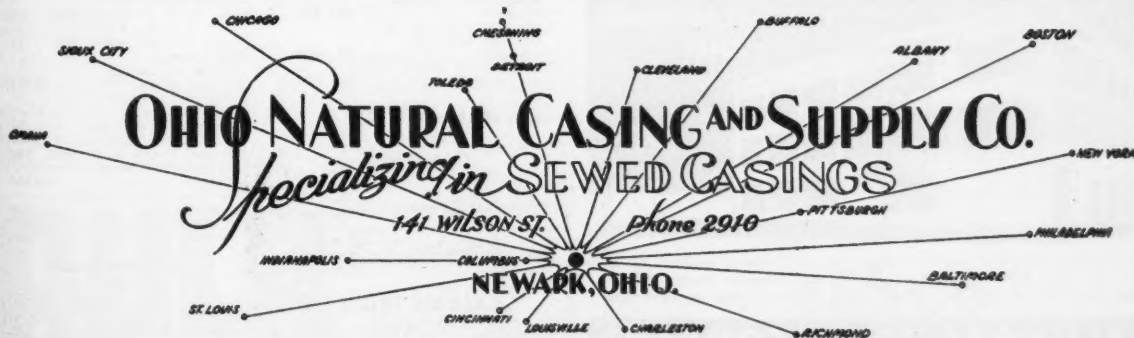 CHICAGO
CHESANING
BUFFALO
BOSTON
SIOUX CITY
DETROIT
ALBANY
TOLEDO
CLEVELAND
OHIO NATURAL CASING AND SUPPLY CO.
OMAHA
NEW YORK
Specializing in SEWED CASINGS
PITTSBURGH
141 WILSON ST. Phone 2910
PHILADELPHIA
INDIANAPOLIS
COLUMBUS
BALTIMORE
NEWARK, OHIO.
ST. LOUIS
CINCINNATI
LOUISVILLE
CHARLESTON
RICHMOND